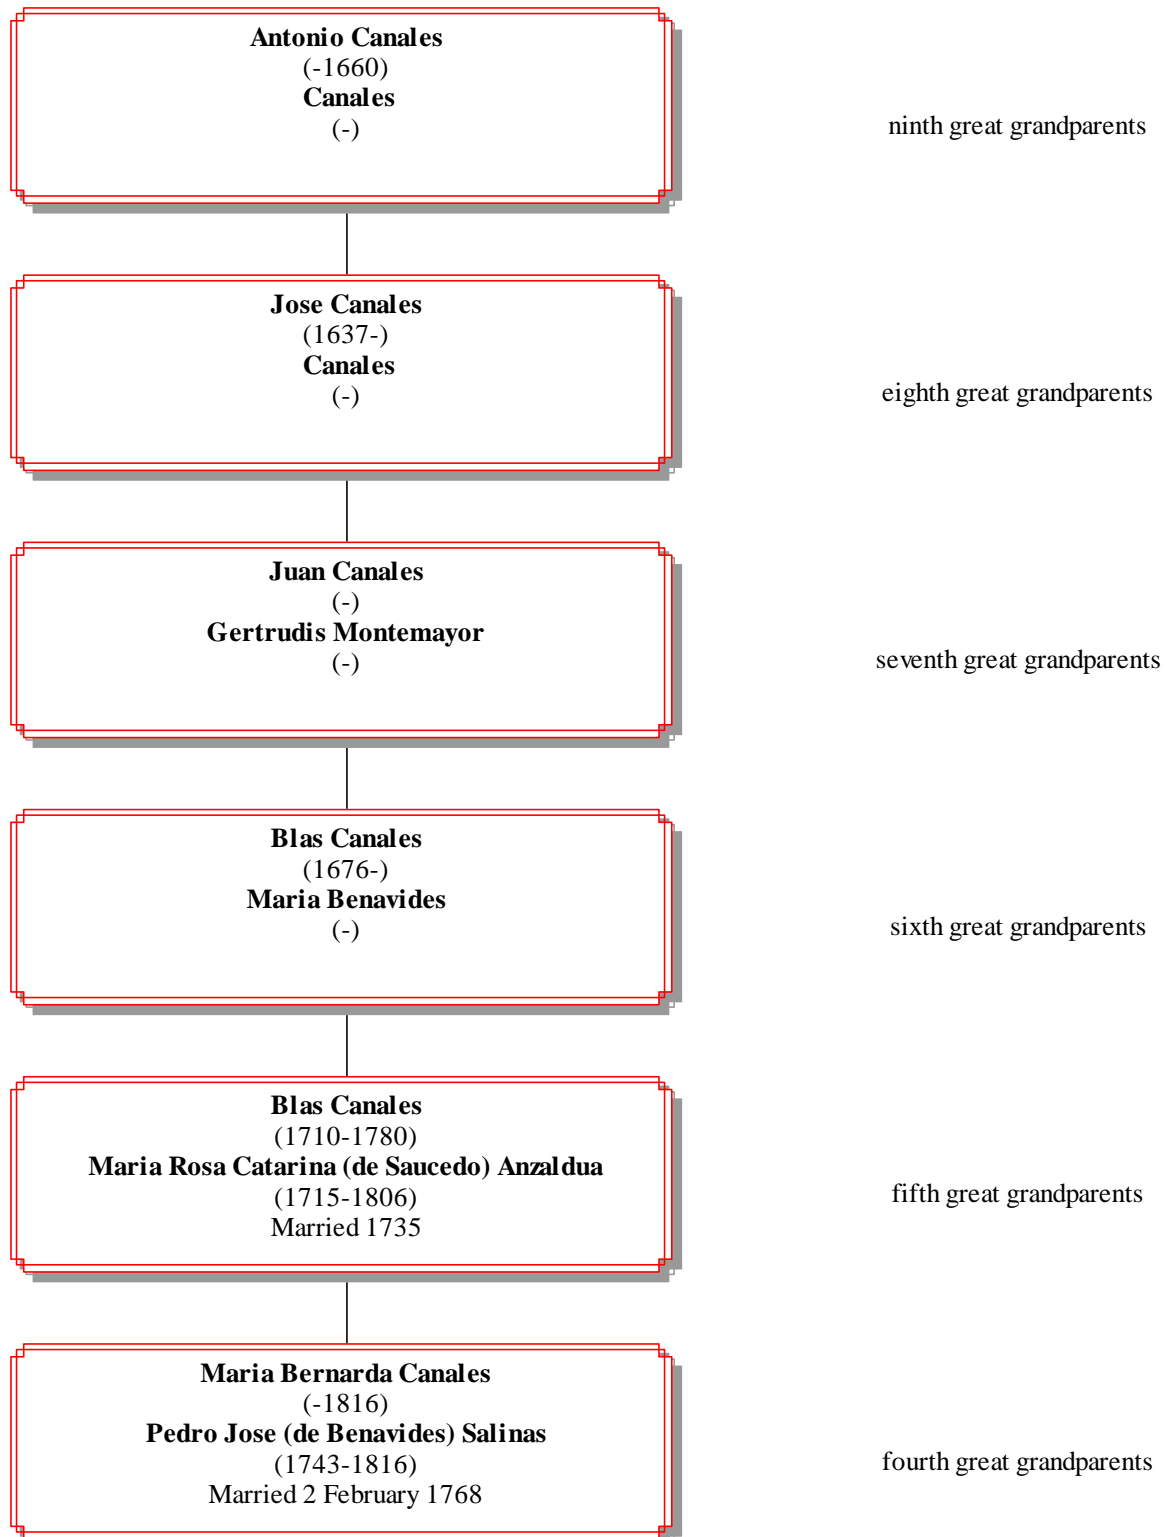 Antonio Canales
(-1660)
Canales
(-)
ninth great grandparents
Jose Canales
(1637-)
Canales
(-)
eighth great grandparents
Juan Canales
(-)
Gertrudis Montemayor
(-)
seventh great grandparents
Blas Canales
(1676-)
Maria Benavides
(-)
sixth great grandparents
Blas Canales
(1710-1780)
Maria Rosa Catarina (de Saucedo) Anzaldua
(1715-1806)
Married 1735
fifth great grandparents
Maria Bernarda Canales
(-1816)
Pedro Jose (de Benavides) Salinas
(1743-1816)
Married 2 February 1768
fourth great grandparents